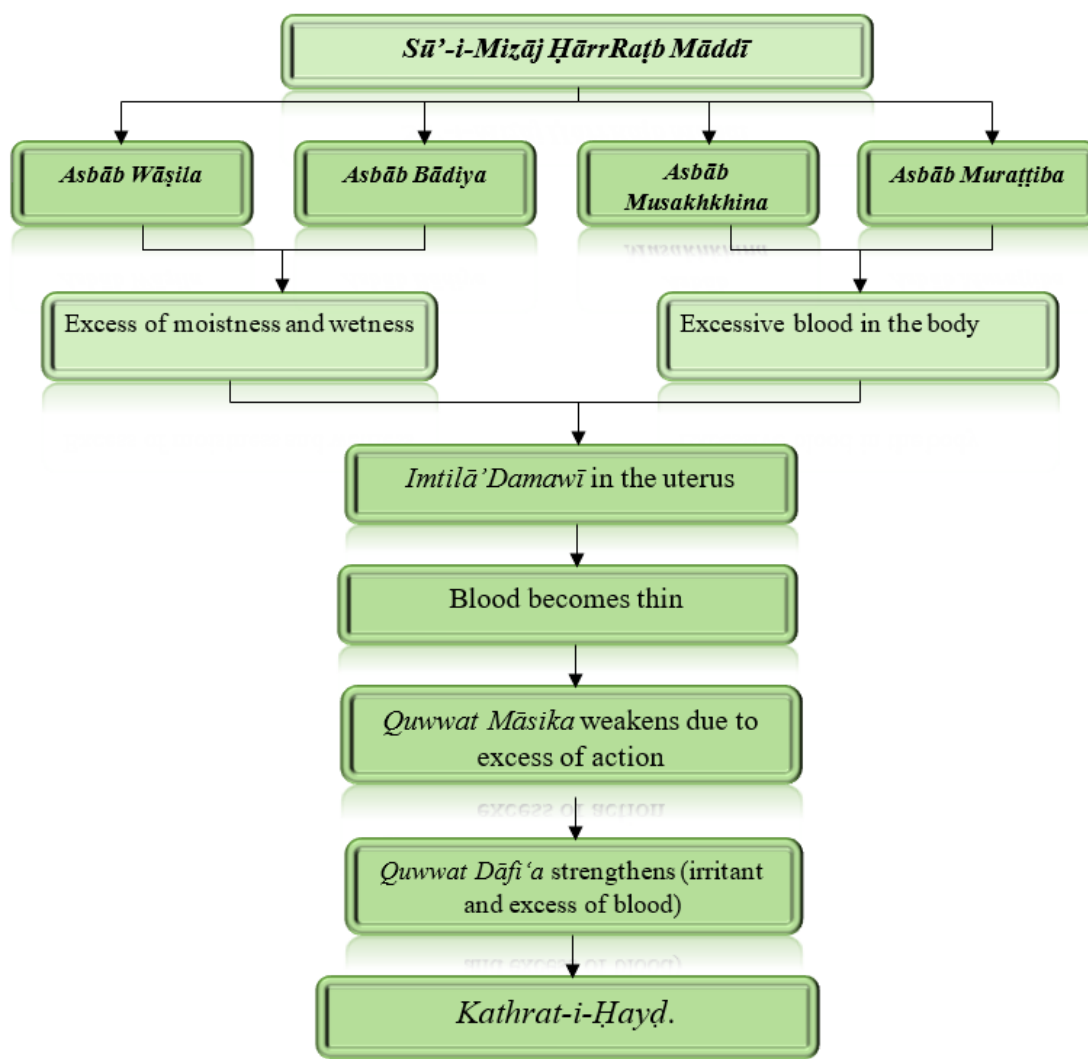 Sū’-i-Mizāj ḤārrRaṭb Māddī
Asbāb Wāṣila
Asbāb Bādiya
Asbāb
Musakhkhina
Asbāb Muraṭṭiba
Excess of moistness and wetness
Excessive blood in the body
Imtilā’Damawī in the uterus
Blood becomes thin
Quwwat Māsika weakens due to
excess of action
Quwwat Dāfi‘a strengthens (irritant
and excess of blood)
Kathrat-i-Ḥayḍ.